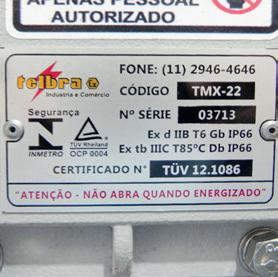 APENAS PESSOAL
AUTORIZADO
telbra
Indústria e Comércio
FONE: (11) 2946-4646
CÓDIGO TMX-22
Nº SÉRIE 03713
Segurança
INMETRO
TÜV Rheinland
OCP 0004
Ex d IIB T6 Gb IP66
Ex tb IIIC T85ºC Db IP66
CERTIFICADO Nº TÜV 12.1086
"ATENÇÃO - NÃO ABRA QUANDO ENERGIZADO"